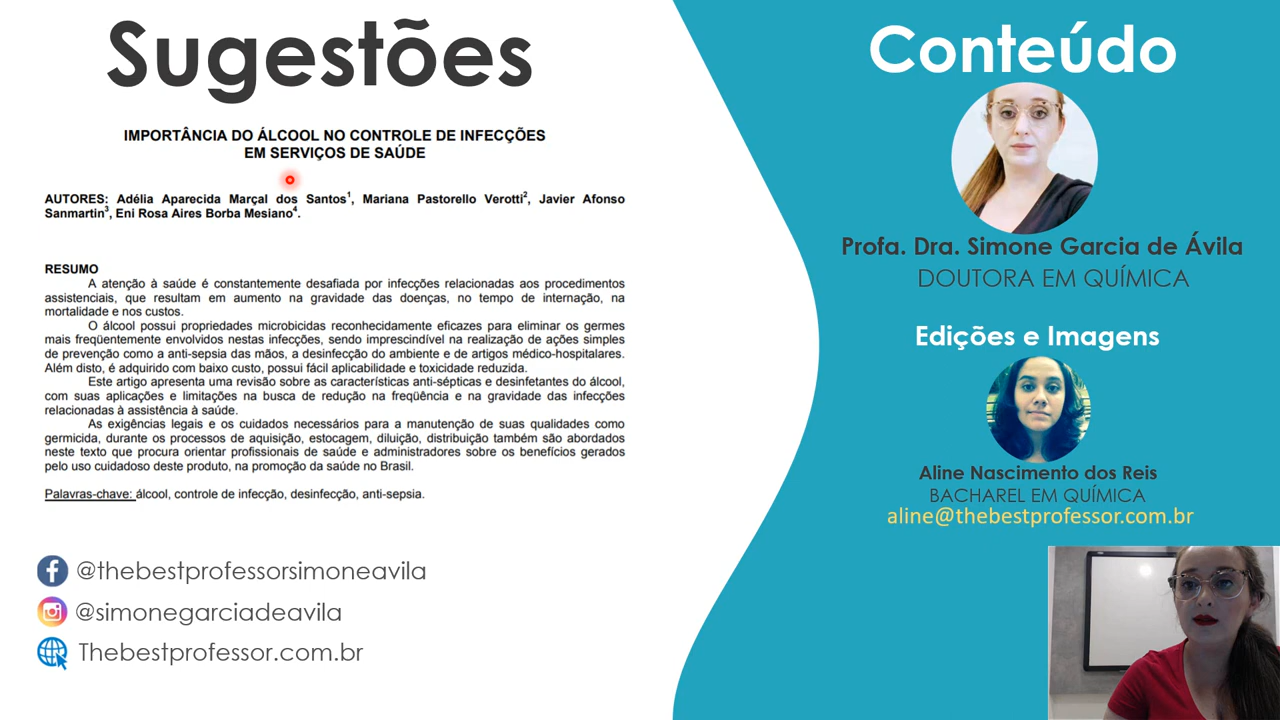 Sugestões
IMPORTÂNCIA DO ÁLCOOL NO CONTROLE DE INFECÇÕES
EM SERVIÇOS DE SAÚDE
AUTORES: Adélia Aparecida Marçal dos Santos1, Mariana Pastorello Verotti2, Javier Afonso
Sanmartin3, Eni Rosa Aires Borba Mesiano4.
RESUMO
A atenção à saúde é constantemente desafiada por infecções relacionadas aos procedimentos
assistenciais, que resultam em aumento na gravidade das doenças, no tempo de internação, na
mortalidade e nos custos.
O álcool possui propriedades microbicidas reconhecidamente eficazes para eliminar os germes
mais freqüentemente envolvidos nestas infecções, sendo imprescindível na realização de ações simples
de prevenção como a anti-sepsia das mãos, a desinfecção do ambiente e de artigos médico-hospitalares.
Além disto, é adquirido com baixo custo, possui fácil aplicabilidade e toxicidade reduzida.
Este artigo apresenta uma revisão sobre as características anti-sépticas e desinfetantes do álcool,
com suas aplicações e limitações na busca de redução na freqüência e na gravidade das infecções
relacionadas à assistência à saúde.
As exigências legais e os cuidados necessários para a manutenção de suas qualidades como
germicida, durante os processos de aquisição, estocagem, diluição, distribuição também são abordados
neste texto que procura orientar profissionais de saúde e administradores sobre os benefícios gerados
pelo uso cuidadoso deste produto, na promoção da saúde no Brasil.
Palavras-chave: álcool, controle de infecção, desinfecção, anti-sepsia.
@thebestprofessorsimoneavila
@simonegarciadeavila
Thebestprofessor.com.br
Conteúdo
Profa. Dra. Simone Garcia de Ávila
DOUTORA EM QUÍMICA
Edições e Imagens
Aline Nascimento dos Reis
BACHAREL EM QUÍMICA
aline@thebestprofessor.com.br